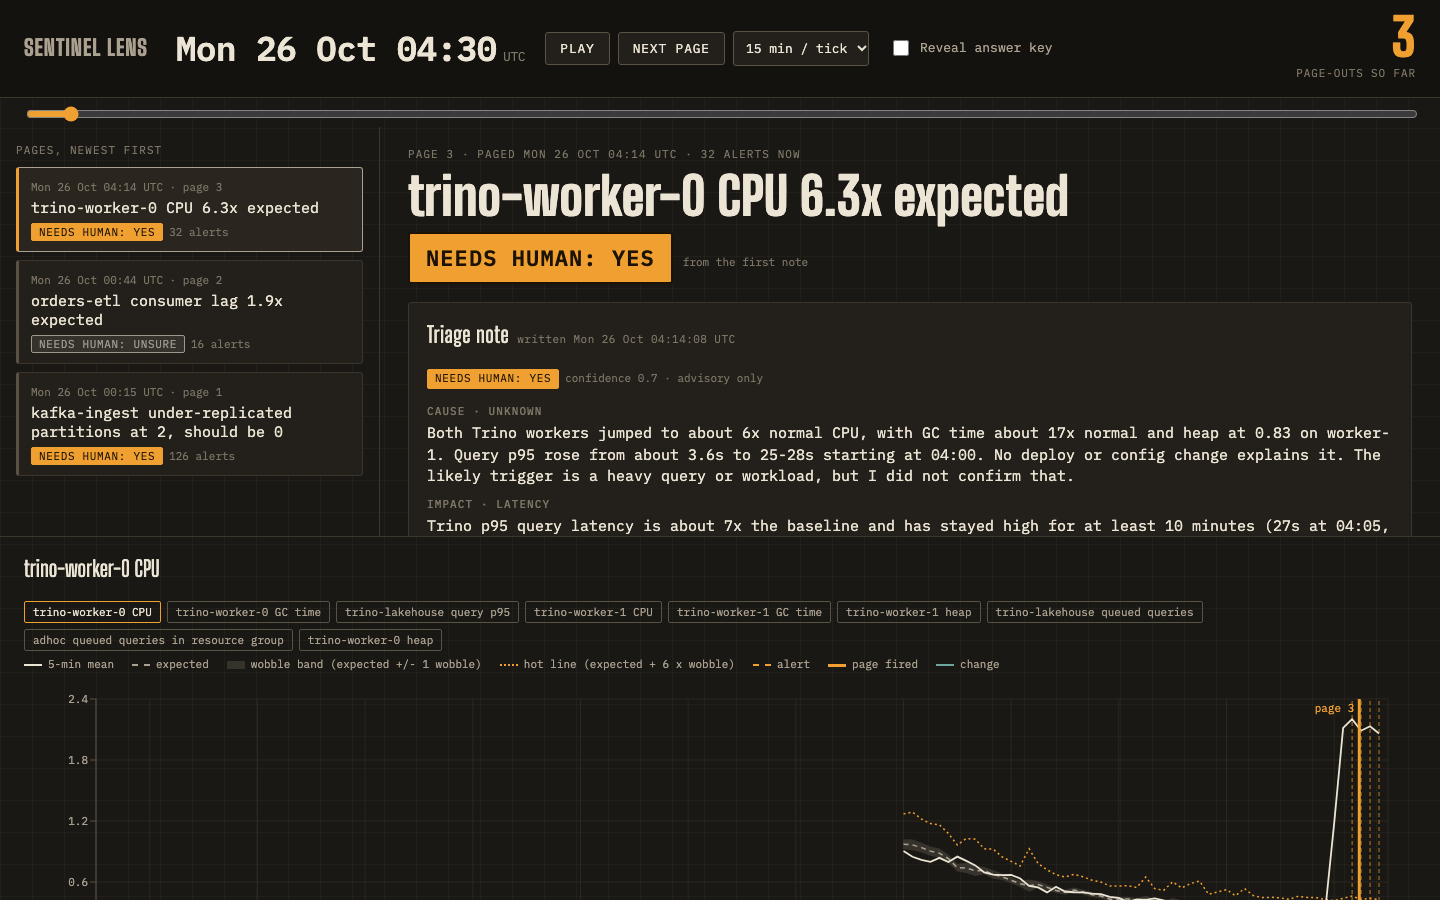 SENTINEL LENS
Mon 26 Oct 04:30 UTC
PLAY
NEXT PAGE
15 min / tick
Reveal answer key
3
PAGE-OUTS SO FAR
PAGES, NEWEST FIRST
Mon 26 Oct 04:14 UTC · page 3
trino-worker-0 CPU 6.3x expected
NEEDS HUMAN: YES 32 alerts
Mon 26 Oct 00:44 UTC · page 2
orders-etl consumer lag 1.9x
expected
NEEDS HUMAN: UNSURE 16 alerts
Mon 26 Oct 00:15 UTC · page 1
kafka-ingest under-replicated
partitions at 2, should be 0
NEEDS HUMAN: YES 126 alerts
PAGE 3 · PAGED MON 26 OCT 04:14 UTC · 32 ALERTS NOW
trino-worker-0 CPU 6.3x expected
NEEDS HUMAN: YES from the first note
Triage note written Mon 26 Oct 04:14:08 UTC
NEEDS HUMAN: YES confidence 0.7 · advisory only
CAUSE · UNKNOWN
Both Trino workers jumped to about 6x normal CPU, with GC time about 17x normal and heap at 0.83 on worker-
1. Query p95 rose from about 3.6s to 25-28s starting at 04:00. No deploy or config change explains it. The
likely trigger is a heavy query or workload, but I did not confirm that.
IMPACT · LATENCY
Trino p95 query latency is about 7x the baseline and has stayed high for at least 10 minutes (27s at 04:05,
trino-worker-0 CPU
trino-worker-0 CPU
trino-worker-0 GC time
trino-lakehouse query p95
trino-worker-1 CPU
trino-worker-1 GC time
trino-worker-1 heap
trino-lakehouse queued queries
adhoc queued queries in resource group
trino-worker-0 heap
5-min mean
expected
wobble band (expected +/- 1 wobble)
hot line (expected + 6 x wobble)
alert
page fired
change
2.4
page 3
1.8
1.2
0.6